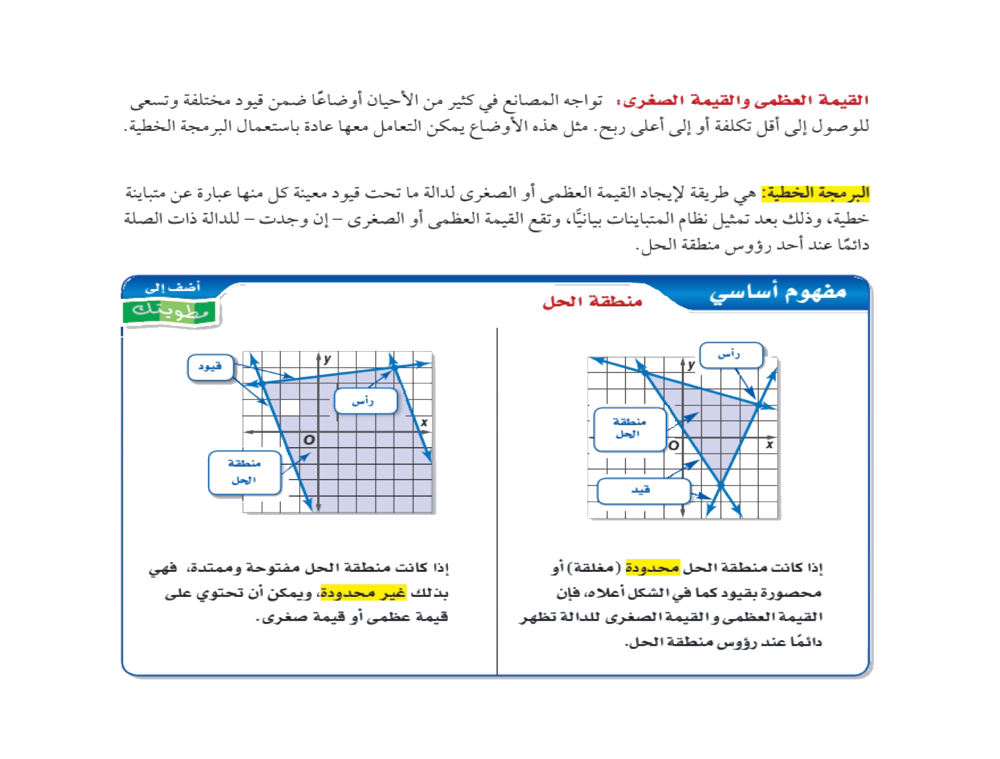 القيمة العظمى والقيمة الصغرى: تواجه المصانع في كثير من الأحيان أوضاعًا ضمن قيود مختلفة وتسعى
للوصول إلى أقل تكلفة أو إلى أعلى ربح. مثل هذه الأوضاع يمكن التعامل معها عادة باستعمال البرمجة الخطية.
البرمجة الخطية: هي طريقة لإيجاد القيمة العظمى أو الصغرى لدالة ما تحت قيود معينة كل منها عبارة عن متباينة
خطية، وذلك بعد تمثيل نظام المتباينات بيانيًّا، وتقع القيمة العظمى أو الصغرى – إن وجدت – للدالة ذات الصلة
دائمًا عند أحد رؤوس منطقة الحل.
مفهوم أساسي
منطقة الحل
أضف إلى
مطويتك
رأس
y
منطقة
الحل
O
x
قيد
إذا كانت منطقة الحل محدودة (مغلقة) أو
محصورة بقيود كما في الشكل أعلاه، فإن
القيمة العظمى والقيمة الصغرى للدالة تظهر
دائمًا عند رؤوس منطقة الحل.
قيود
y
رأس
x
O
منطقة
الحل
إذا كانت منطقة الحل مفتوحة وممتدة، فهي
بذلك غير محدودة، ويمكن أن تحتوي على
قيمة عظمى أو قيمة صغرى.